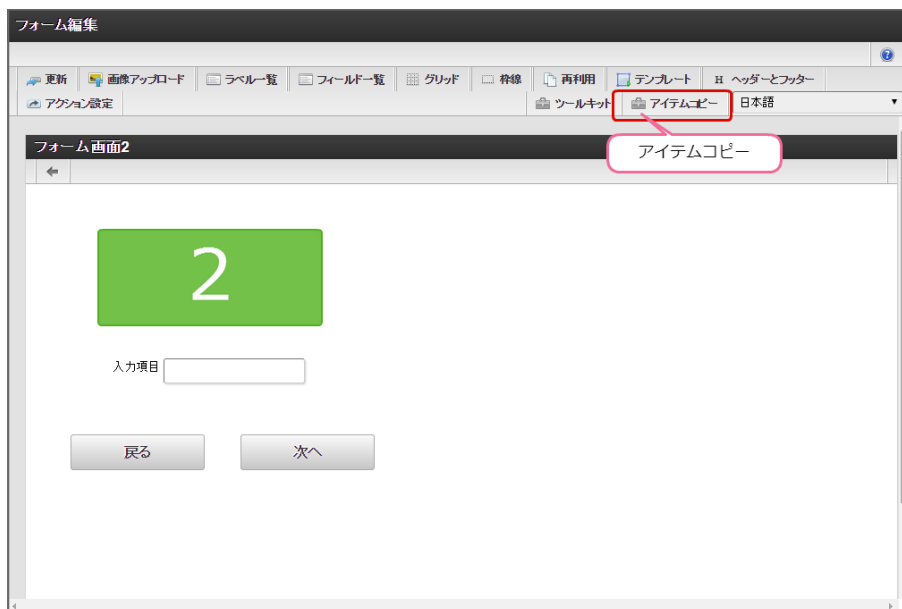 フォーム編集
更新 画像アップロード ラベル一覧 フィールド一覧 グリッド 枠線 再利用 テンプレート H ヘッダーとフッター
アクション設定 ツールキット アイテムコピー 日本語
フォーム画面2
アイテムコピー
2
入力項目
戻る 次へ